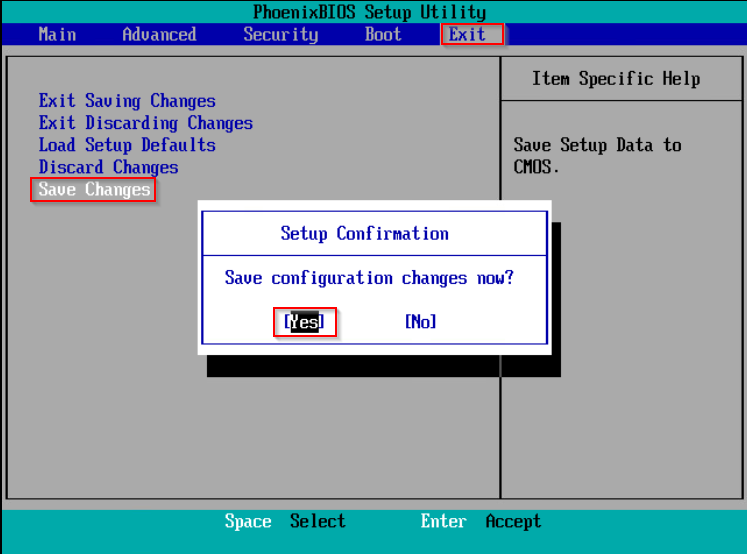 PhoenixBIOS Setup Utility
Main Advanced Security Boot Exit
Item Specific Help
Exit Saving Changes
Exit Discarding Changes
Load Setup Defaults
Discard Changes
Save Changes
Save Setup Data to
CMOS.
Setup Confirmation
Save configuration changes now?
[Yes] [No]
Space Select Enter Accept